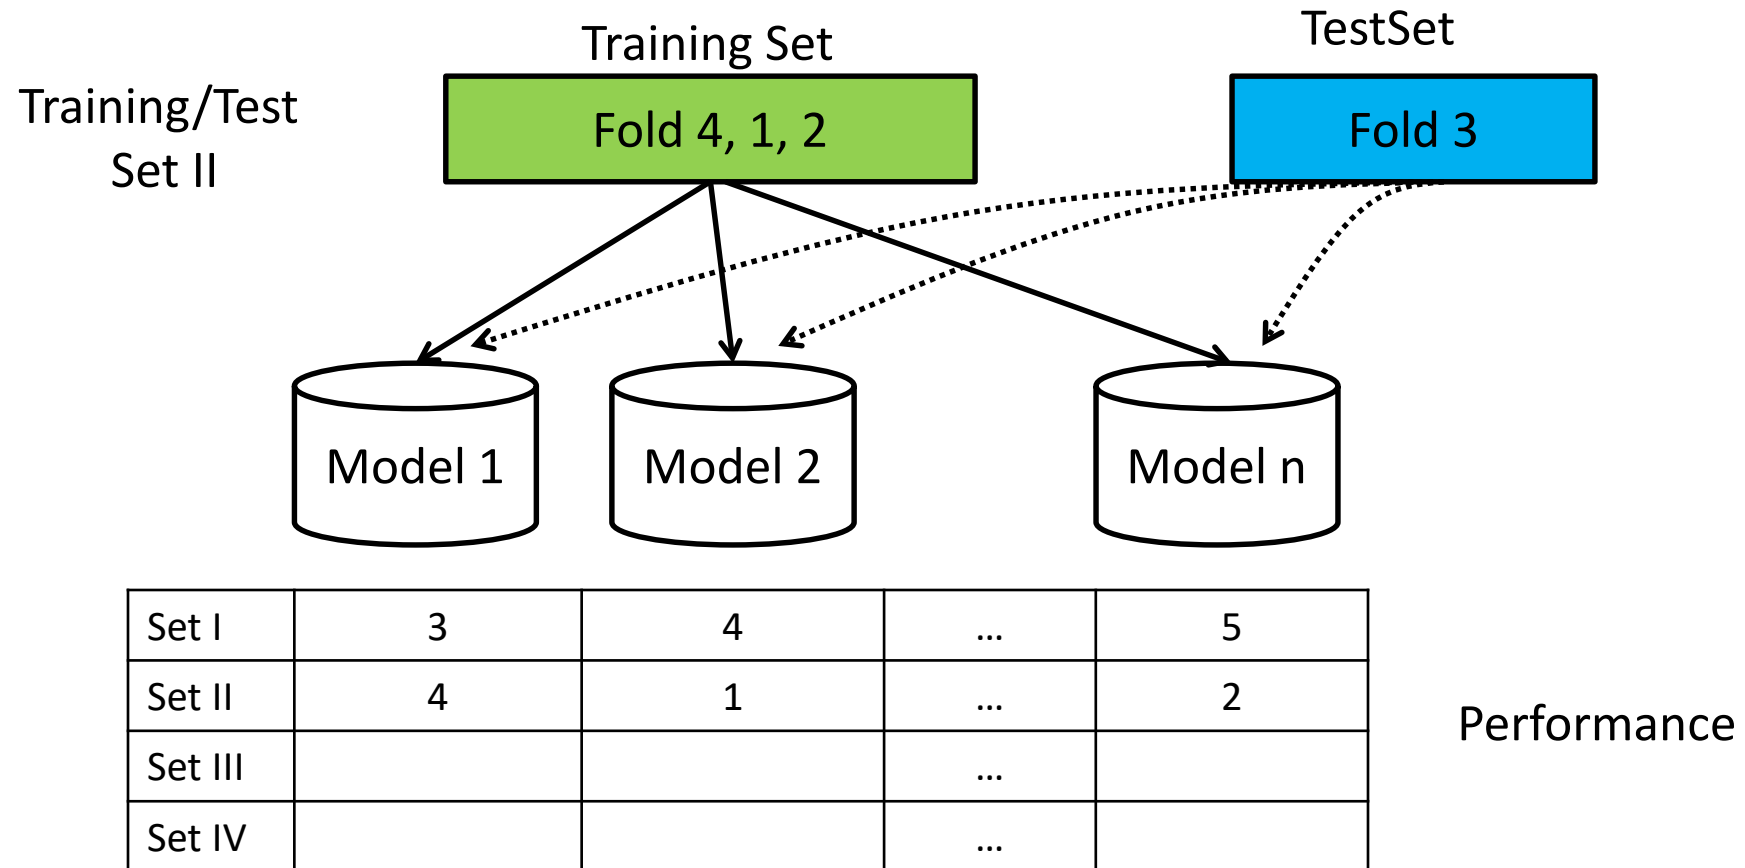 Training Set
TestSet
Training/Test
Set II
Fold 4, 1, 2
Fold 3
Model 1
Model 2
Model n
Set I 3 4 ... 5
Set II 4 1 ... 2
Set III ...
Set IV ...
Performance